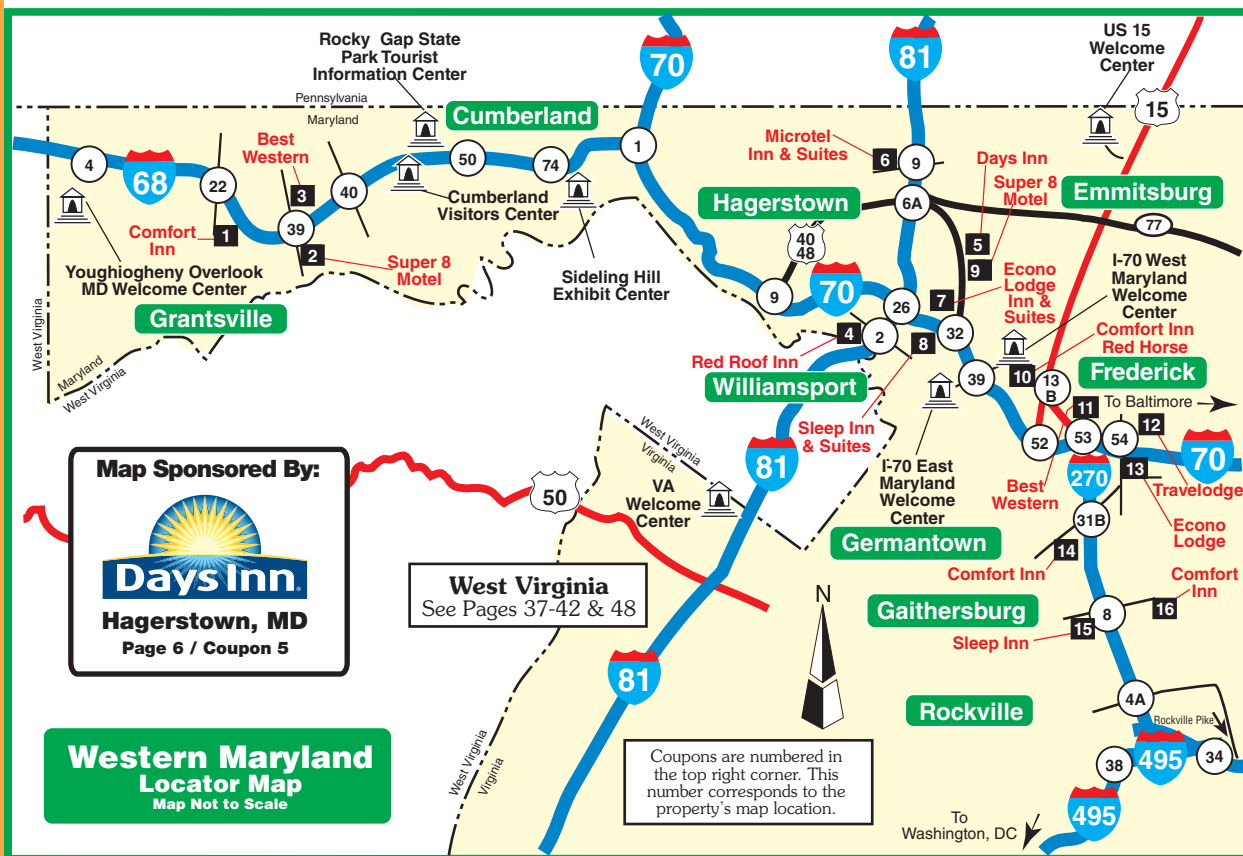 Rocky Gap State
Park Tourist
Information Center
Pennsylvania
Maryland
Cumberland
70
81
US 15
Welcome
Center
15
4
68
22
Best
Western
3
40
50
74
1
Microtel
Inn & Suites
6
9
Days Inn
Super 8
Motel
Emmitsburg
Cumberland
Visitors Center
Hagerstown
6A
77
Comfort
Inn
1
39
2
Super 8
Motel
40
48
5
9
Youghiogheny Overlook
MD Welcome Center
Sideling Hill
Exhibit Center
Econo
Lodge
Inn &
Suites
I-70 West
Maryland
Welcome
Center
Grantsville
West Virginia
Maryland
West Virginia
9
70
26
7
32
Red Roof Inn
4
2
8
Comfort Inn
Red Horse
Williamsport
39
10
13
B
Frederick
To Baltimore
Sleep Inn
& Suites
11
52
53
54
12
70
West Virginia
Virginia
VA
Welcome
Center
81
I-70 East
Maryland
Welcome
Center
Best
Western
270
13
Travelodge
Econo
Lodge
50
Map Sponsored By:
Days Inn®
Hagerstown, MD
Page 6 / Coupon 5
West Virginia
See Pages 37-42 & 48
Germantown
31B
14
Comfort Inn
Comfort
Inn
Gaithersburg
8
16
15
Sleep Inn
N
81
Rockville
4A
Rockville Pike
34
495
38
495
To
Washington, DC
West Virginia
Virginia
Coupons are numbered in
the top right corner. This
number corresponds to the
property's map location.
Western Maryland
Locator Map
Map Not to Scale